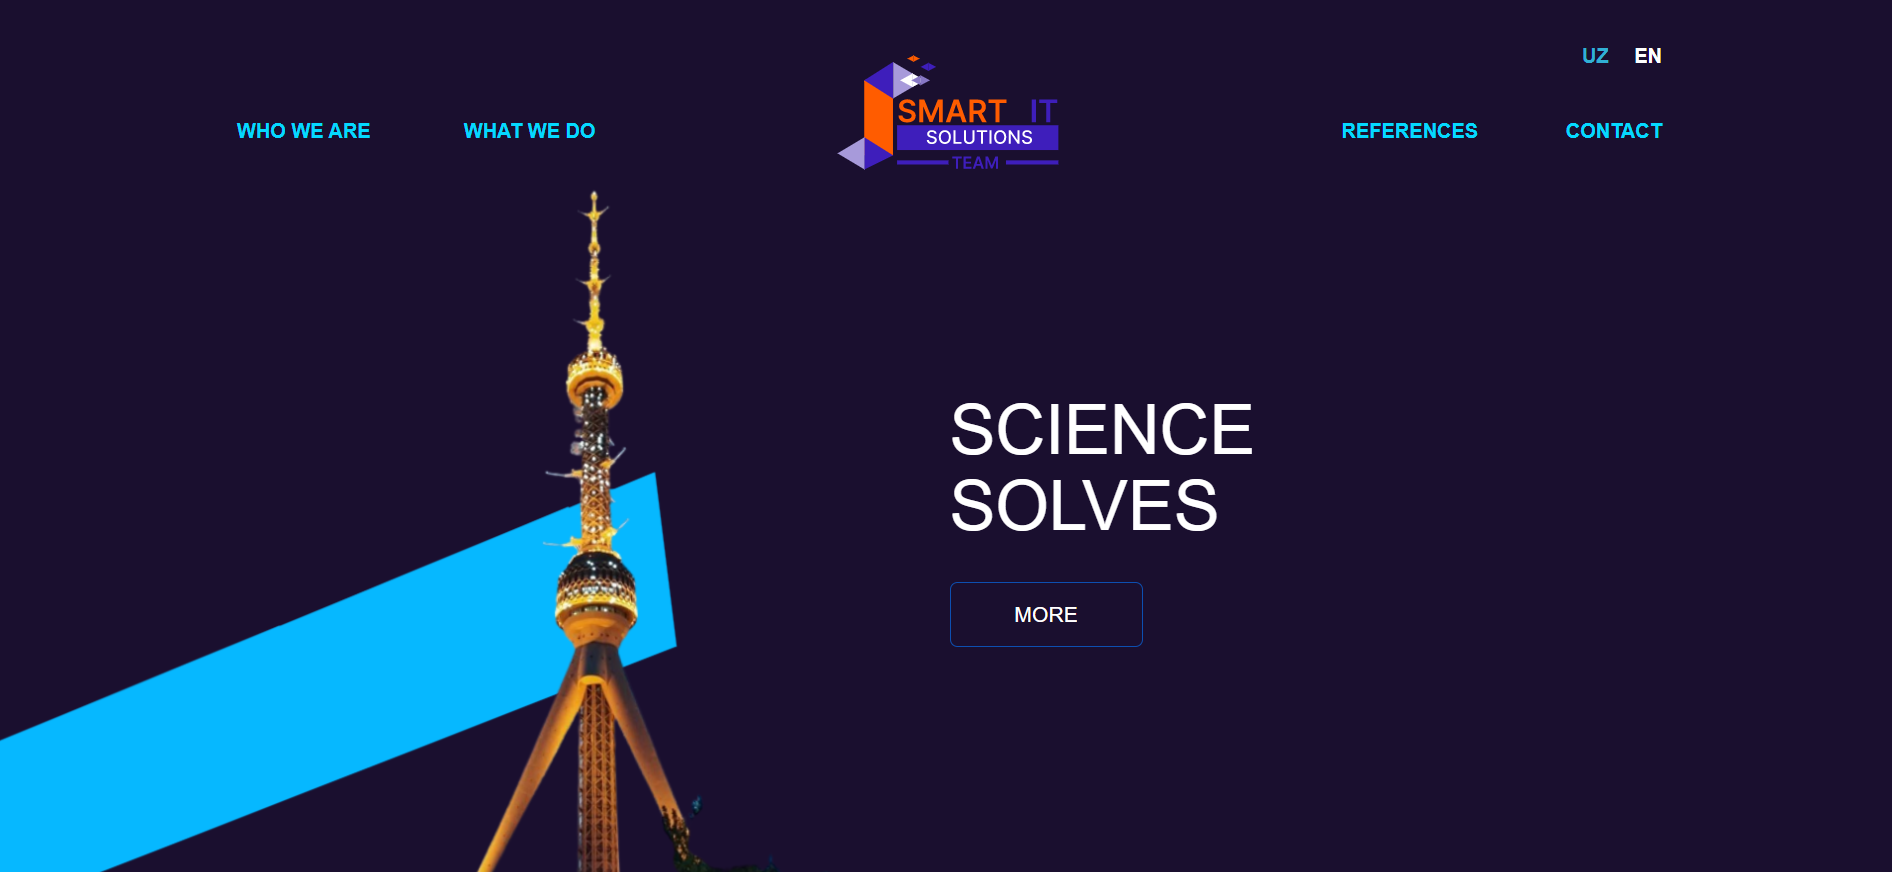 UZ EN
WHO WE ARE
WHAT WE DO
SMART IT
SOLUTIONS
TEAM
REFERENCES
CONTACT
SCIENCE
SOLVES
MORE